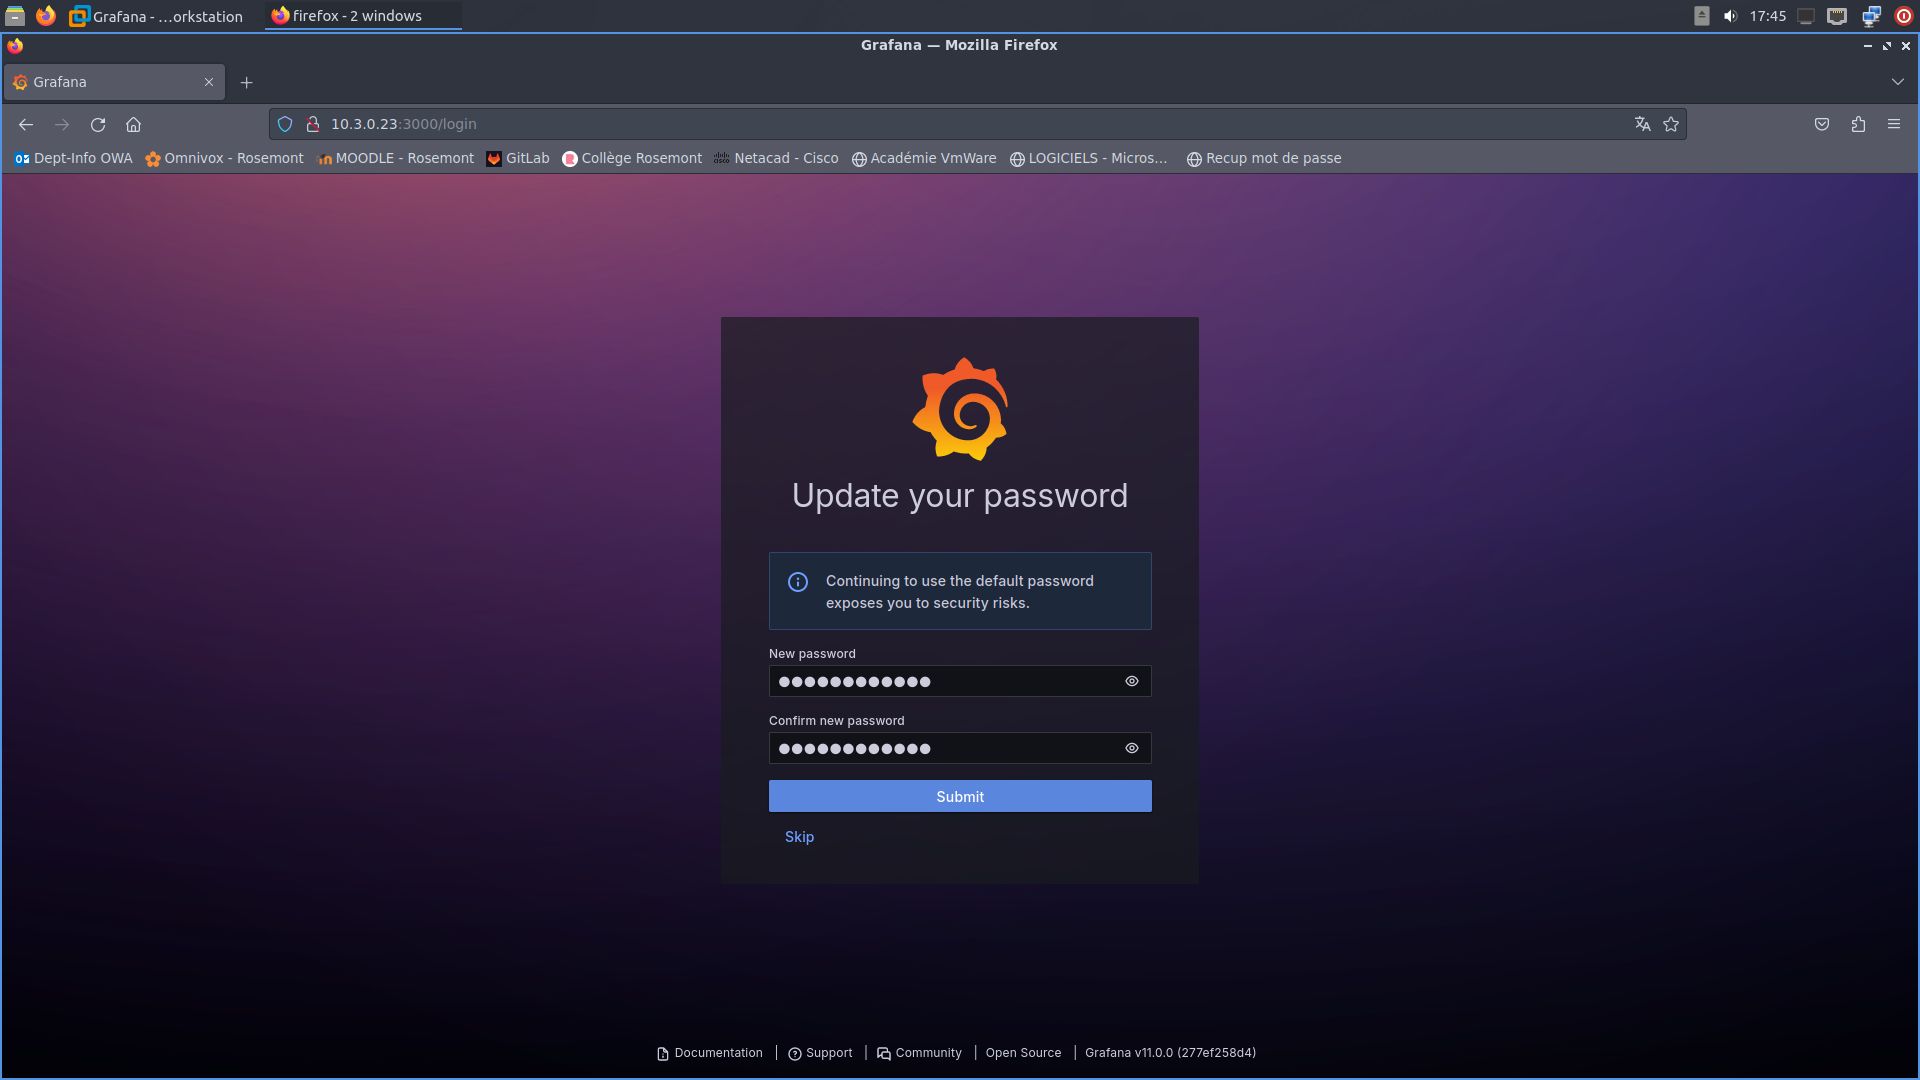 Grafana - ...orkstation
firefox - 2 windows
17:45
Grafana — Mozilla Firefox
Grafana
10.3.0.23:3000/login
Dept-Info OWA
Omnivox - Rosemont
MOODLE - Rosemont
GitLab
Collège Rosemont
Netacad - Cisco
Académie VmWare
LOGICIELS - Micros...
Recup mot de passe
Update your password
Continuing to use the default password
exposes you to security risks.
New password
Confirm new password
Submit
Skip
Documentation | Support | Community | Open Source | Grafana v11.0.0 (277ef258d4)